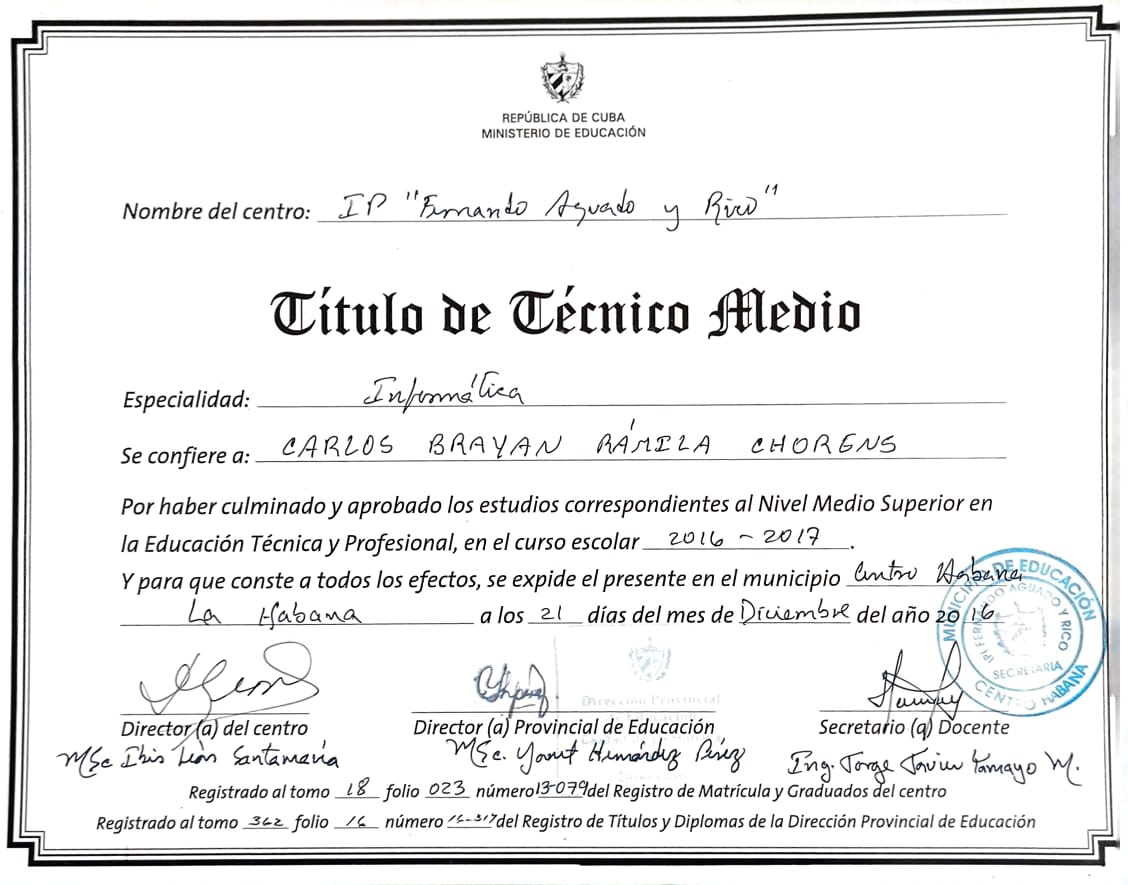 REPÚBLICA DE CUBA
MINISTERIO DE EDUCACIÓN
Nombre del centro: IP "Fernando Aguado y Rico"
Título de Técnico Medio
Especialidad: Informática
Se confiere a: CARLOS BRAYAN RÁMILA CHORENS
Por haber culminado y aprobado los estudios correspondientes al Nivel Medio Superior en
la Educación Técnica y Profesional, en el curso escolar 2016 - 2017.
Y para que conste a todos los efectos, se expide el presente en el municipio Centro Habana
La Habana a los 21 días del mes de Diciembre del año 2016
MUNICIPIO DE EDUCACIÓN
IPI FERNANDO AGUADO Y RICO
SECRETARIA
CENTRO HABANA
Dirección Provincial
Director (a) del centro
Director (a) Provincial de Educación
Secretario (a) Docente
MSc Ibis León Santamaría
MSc. Yoanet Hernández Pérez
Ing. Jorge Javier Tamayo M.
Registrado al tomo 18 folio 023 número 13-079 del Registro de Matrícula y Graduados del centro
Registrado al tomo 362 folio 16 número 16-317 del Registro de Títulos y Diplomas de la Dirección Provincial de Educación